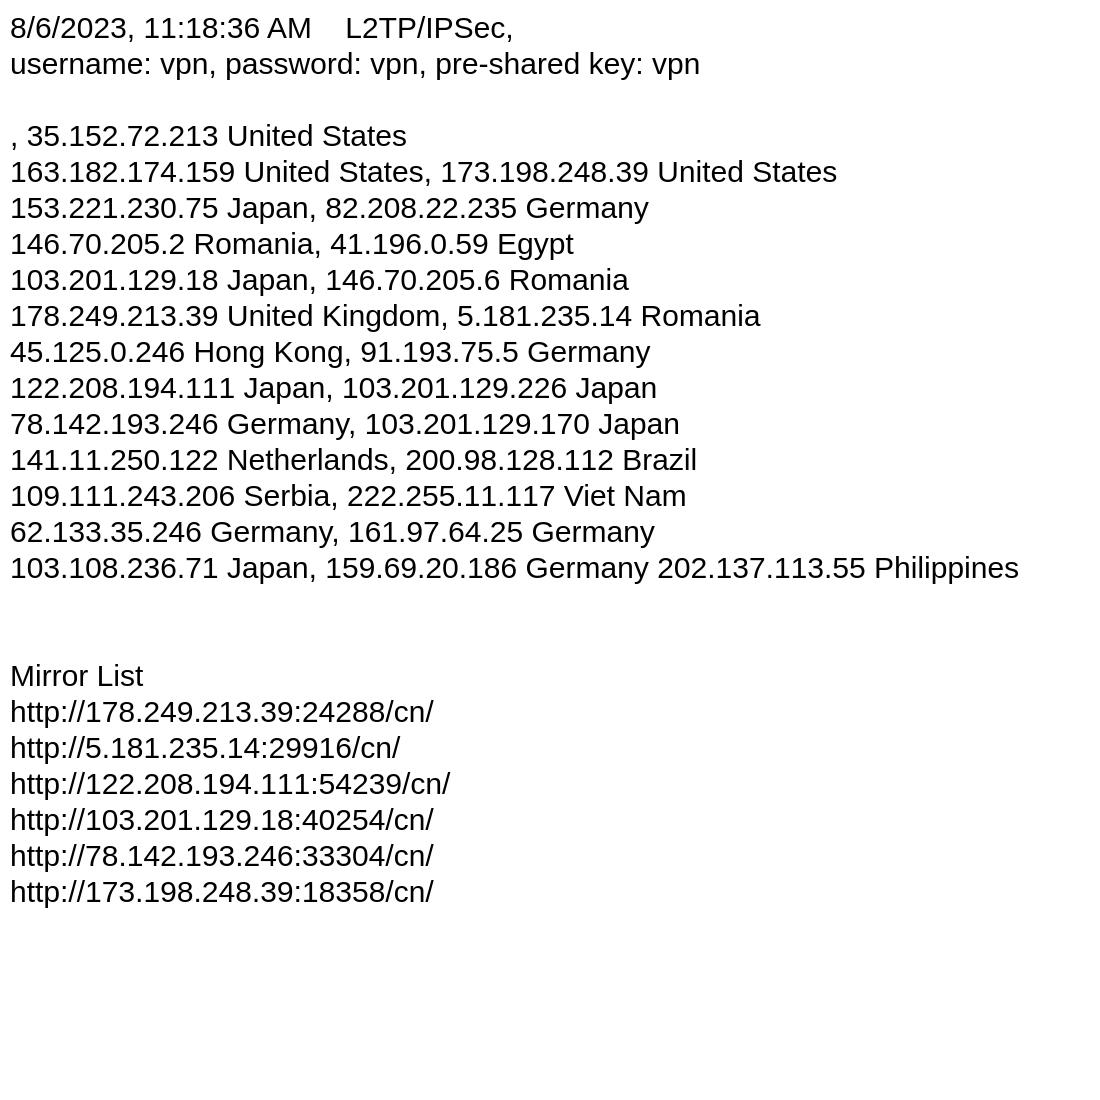 8/6/2023, 11:18:36 AM    L2TP/IPSec,
username: vpn, password: vpn, pre-shared key: vpn
, 35.152.72.213 United States
163.182.174.159 United States, 173.198.248.39 United States
153.221.230.75 Japan, 82.208.22.235 Germany
146.70.205.2 Romania, 41.196.0.59 Egypt
103.201.129.18 Japan, 146.70.205.6 Romania
178.249.213.39 United Kingdom, 5.181.235.14 Romania
45.125.0.246 Hong Kong, 91.193.75.5 Germany
122.208.194.111 Japan, 103.201.129.226 Japan
78.142.193.246 Germany, 103.201.129.170 Japan
141.11.250.122 Netherlands, 200.98.128.112 Brazil
109.111.243.206 Serbia, 222.255.11.117 Viet Nam
62.133.35.246 Germany, 161.97.64.25 Germany
103.108.236.71 Japan, 159.69.20.186 Germany 202.137.113.55 Philippines
Mirror List
http://178.249.213.39:24288/cn/
http://5.181.235.14:29916/cn/
http://122.208.194.111:54239/cn/
http://103.201.129.18:40254/cn/
http://78.142.193.246:33304/cn/
http://173.198.248.39:18358/cn/